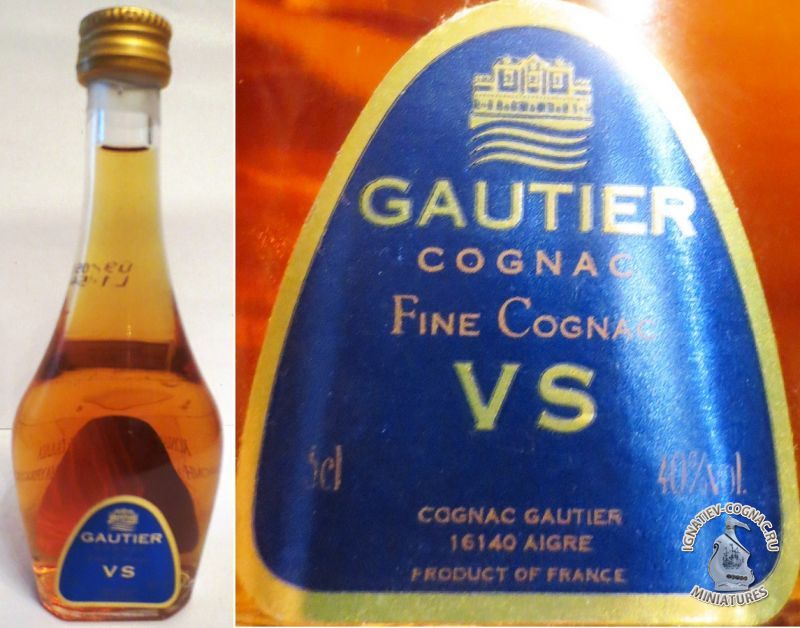 GAUTIER
VS
GAUTIER
COGNAC
FINE COGNAC
VS
5cl
40%vol.
COGNAC GAUTIER
16140 AIGRE
PRODUCT OF FRANCE
IGNATIEV-COGNAC.RU
MINIATURES